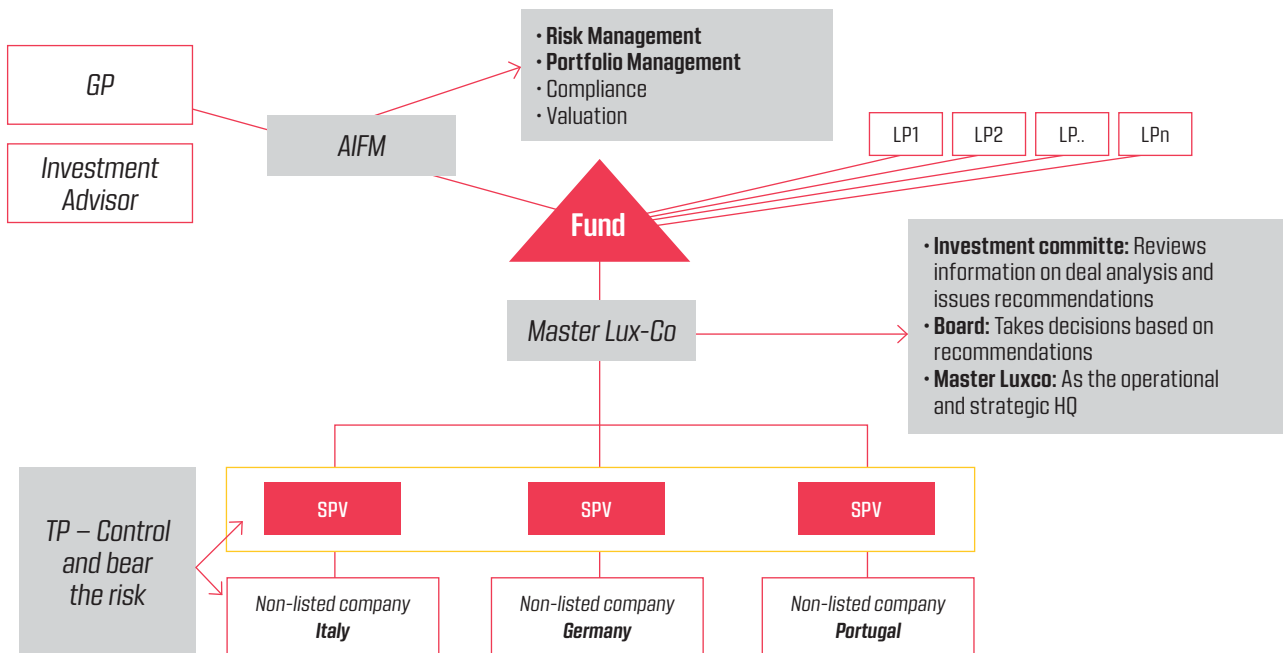 GP
Investment
Advisor
AIFM
• Risk Management
• Portfolio Management
• Compliance
• Valuation
LP1
LP2
LP..
LPn
Fund
Master Lux-Co
• Investment committe: Reviews
information on deal analysis and
issues recommendations
• Board: Takes decisions based on
recommendations
• Master Luxco: As the operational
and strategic HQ
TP – Control
and bear
the risk
SPV
SPV
SPV
Non-listed company
Italy
Non-listed company
Germany
Non-listed company
Portugal